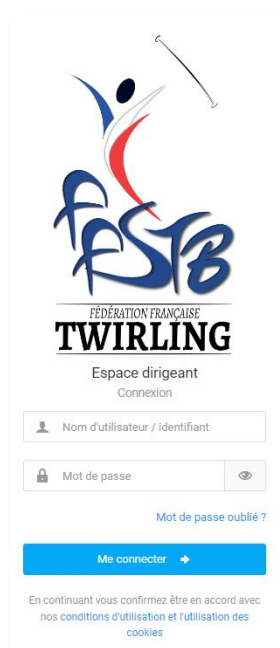 FFSTB
FÉDÉRATION FRANÇAISE
TWIRLING
Espace dirigeant
Connexion
Nom d'utilisateur / identifiant
Mot de passe
Mot de passe oublié ?
Me connecter
En continuant vous confirmez être en accord avec
nos conditions d'utilisation et l'utilisation des
cookies